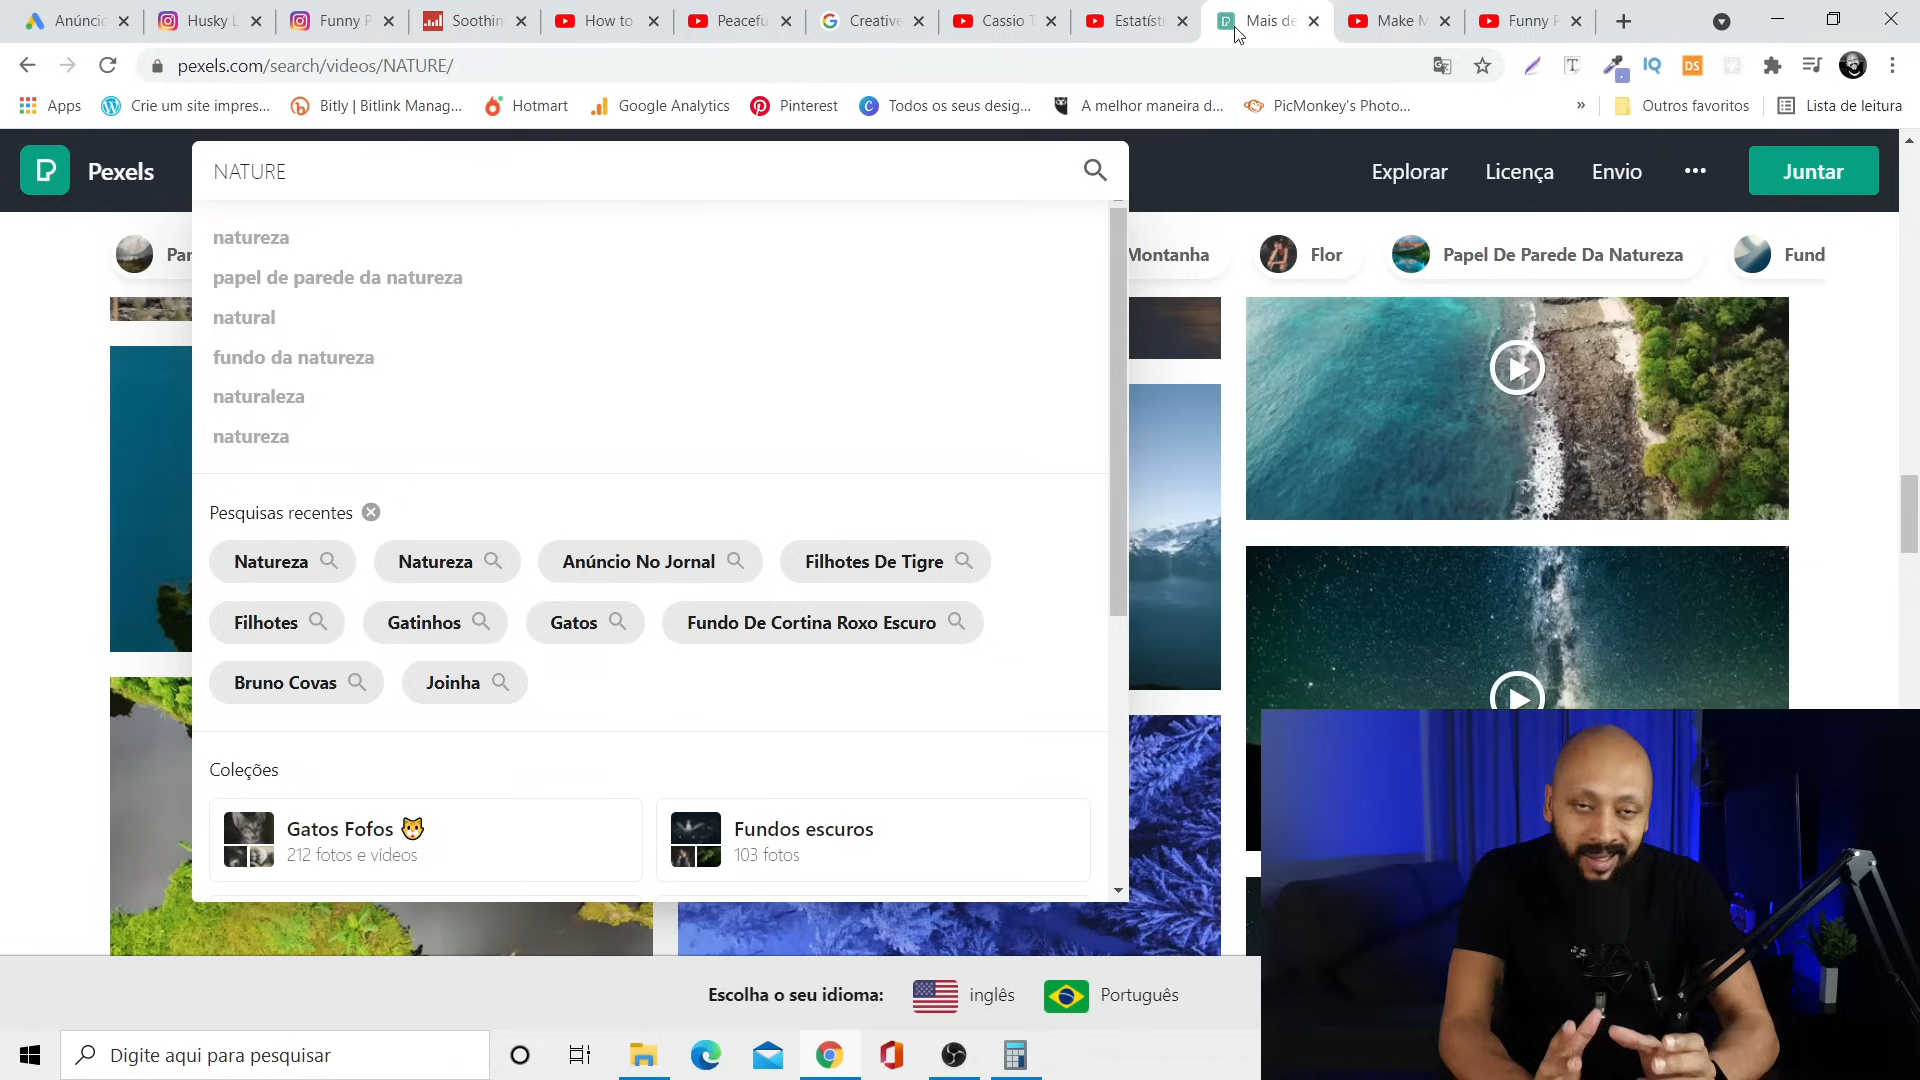 Anúnci
Husky L
Funny P
Soothin
How to
Peacefu
Creative
Cassio T
Estatísti
Mais de
Make M
Funny P
pexels.com/search/videos/NATURE/
Apps
Crie um site impres...
Bitly | Bitlink Manag...
Hotmart
Google Analytics
Pinterest
Todos os seus desig...
A melhor maneira d...
PicMonkey's Photo...
»
Outros favoritos
Lista de leitura
Pexels
NATURE
Explorar
Licença
Envio
Juntar
natureza
papel de parede da natureza
natural
fundo da natureza
naturaleza
natureza
Par
Montanha
Flor
Papel De Parede Da Natureza
Fund
Pesquisas recentes
Natureza
Natureza
Anúncio No Jornal
Filhotes De Tigre
Filhotes
Gatinhos
Gatos
Fundo De Cortina Roxo Escuro
Bruno Covas
Joinha
Coleções
Gatos Fofos 🐱
212 fotos e vídeos
Fundos escuros
103 fotos
Escolha o seu idioma:
inglês
Português
Digite aqui para pesquisar